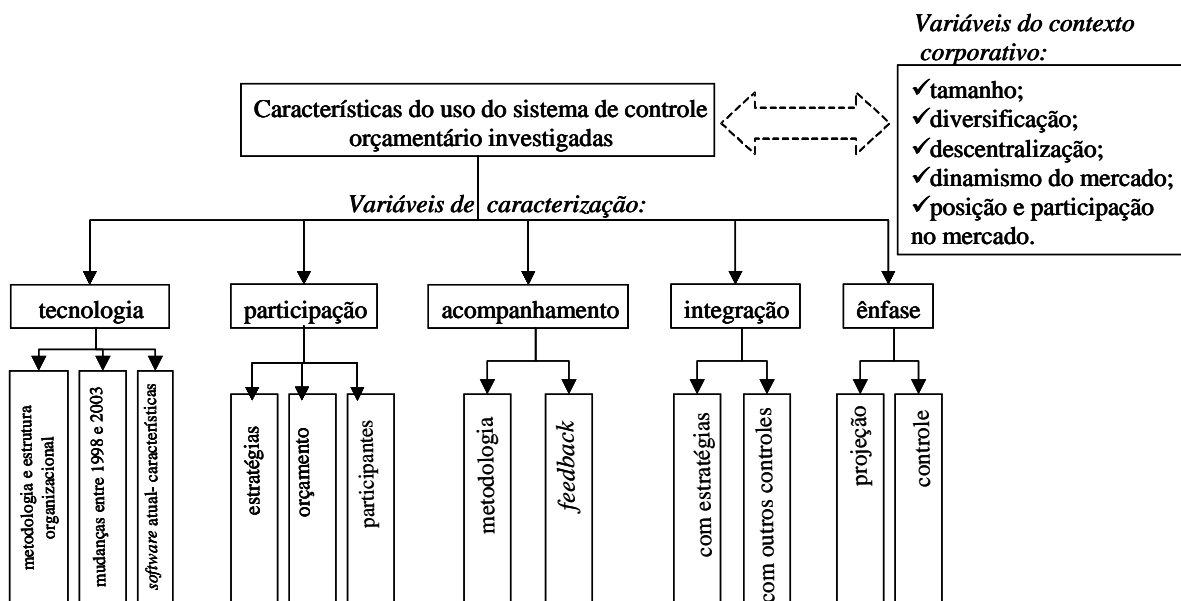 Variáveis do contexto
corporativo:
✓tamanho;
✓diversificação;
✓descentralização;
✓dinamismo do mercado;
✓posição e participação
no mercado.
Características do uso do sistema de controle
orçamentário investigadas
Variáveis de caracterização:
tecnologia
participação
acompanhamento
integração
ênfase
metodologia e estrutura
organizacional
mudanças entre 1998 e 2003
software atual- características
estratégias
orçamento
participantes
metodologia
feedback
com estratégias
com outros controles
projeção
controle